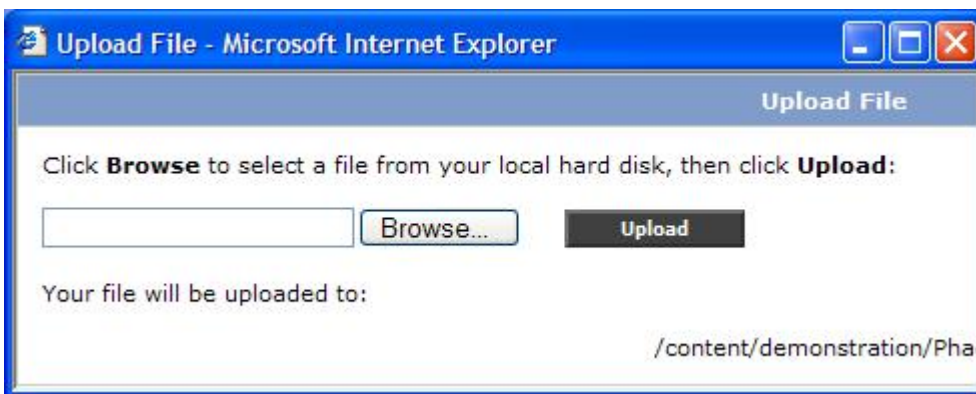 Upload File - Microsoft Internet Explorer
Upload File
Click Browse to select a file from your local hard disk, then click Upload:
Browse... Upload
Your file will be uploaded to:
/content/demonstration/Pha